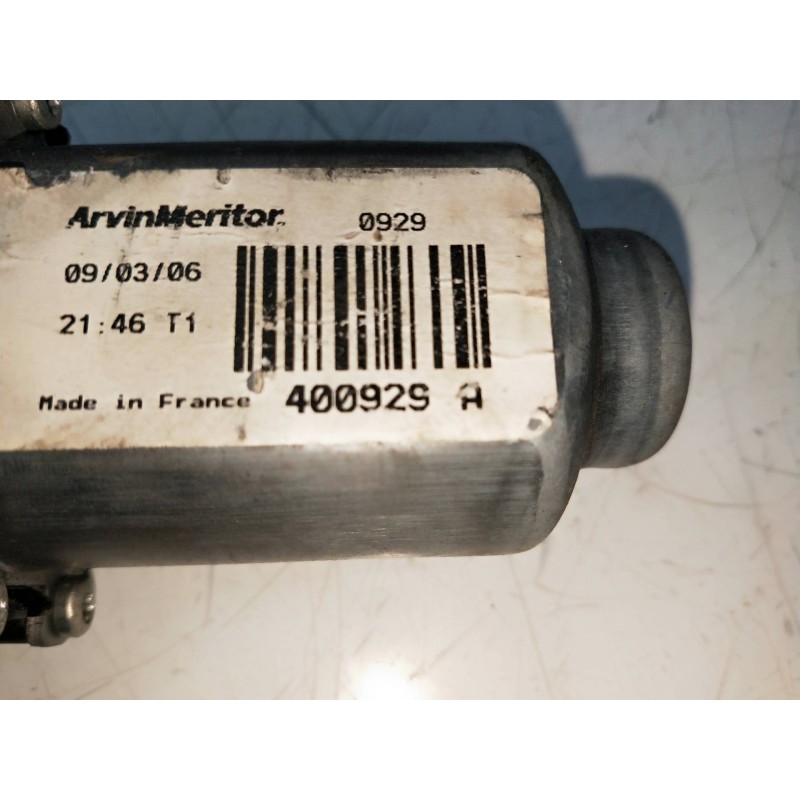 ArvinMeritor 0929
09/03/06
21:46 T1
Made in France 400929 A